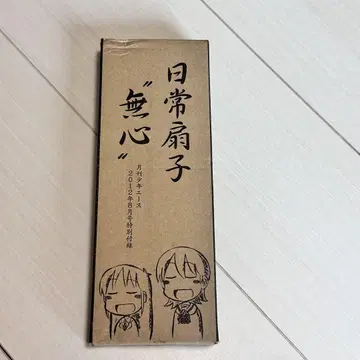 日常扇子
〝無心〟
月刊少年エース
2012年8月号特別付録